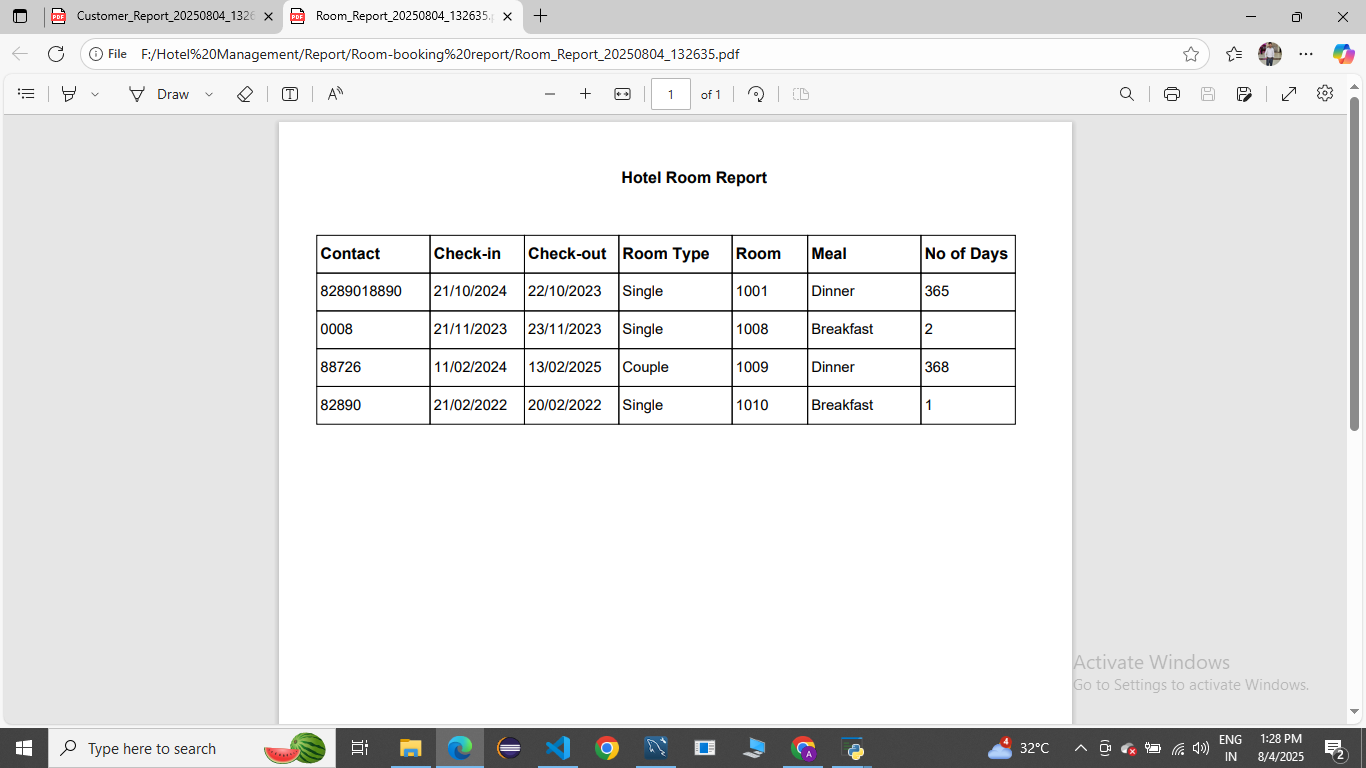 Customer_Report_20250804_1326
Room_Report_20250804_132635.
File F:/Hotel%20Management/Report/Room-booking%20report/Room_Report_20250804_132635.pdf
Draw 1 of 1
Hotel Room Report
Contact Check-in Check-out Room Type Room Meal No of Days
8289018890 21/10/2024 22/10/2023 Single 1001 Dinner 365
0008 21/11/2023 23/11/2023 Single 1008 Breakfast 2
88726 11/02/2024 13/02/2025 Couple 1009 Dinner 368
82890 21/02/2022 20/02/2022 Single 1010 Breakfast 1
Activate Windows
Go to Settings to activate Windows.
Type here to search
4
32°C
ENG
IN
1:28 PM
8/4/2025
2